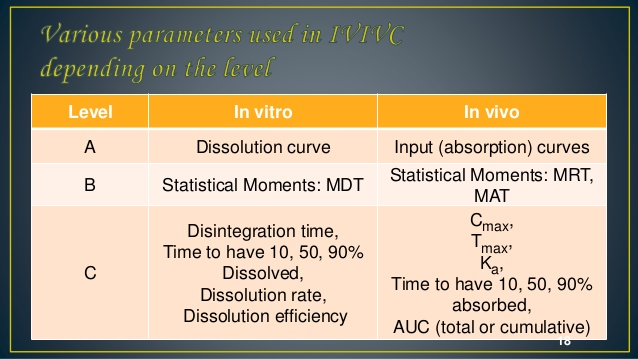 Various parameters used in IVIVC
depending on the level
Level In vitro In vivo
A Dissolution curve Input (absorption) curves
B Statistical Moments: MDT Statistical Moments: MRT,
MAT
C Disintegration time,
Time to have 10, 50, 90%
Dissolved,
Dissolution rate,
Dissolution efficiency
Cmax,
Tmax,
Ka,
Time to have 10, 50, 90%
absorbed,
AUC (total or cumulative)
18